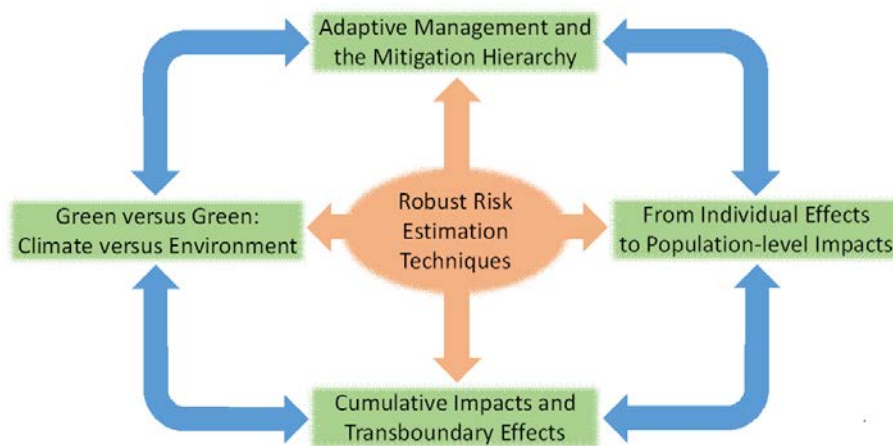 Adaptive Management and
the Mitigation Hierarchy
Green versus Green:
Climate versus Environment
Robust Risk
Estimation
Techniques
From Individual Effects
to Population-level Impacts
Cumulative Impacts and
Transboundary Effects